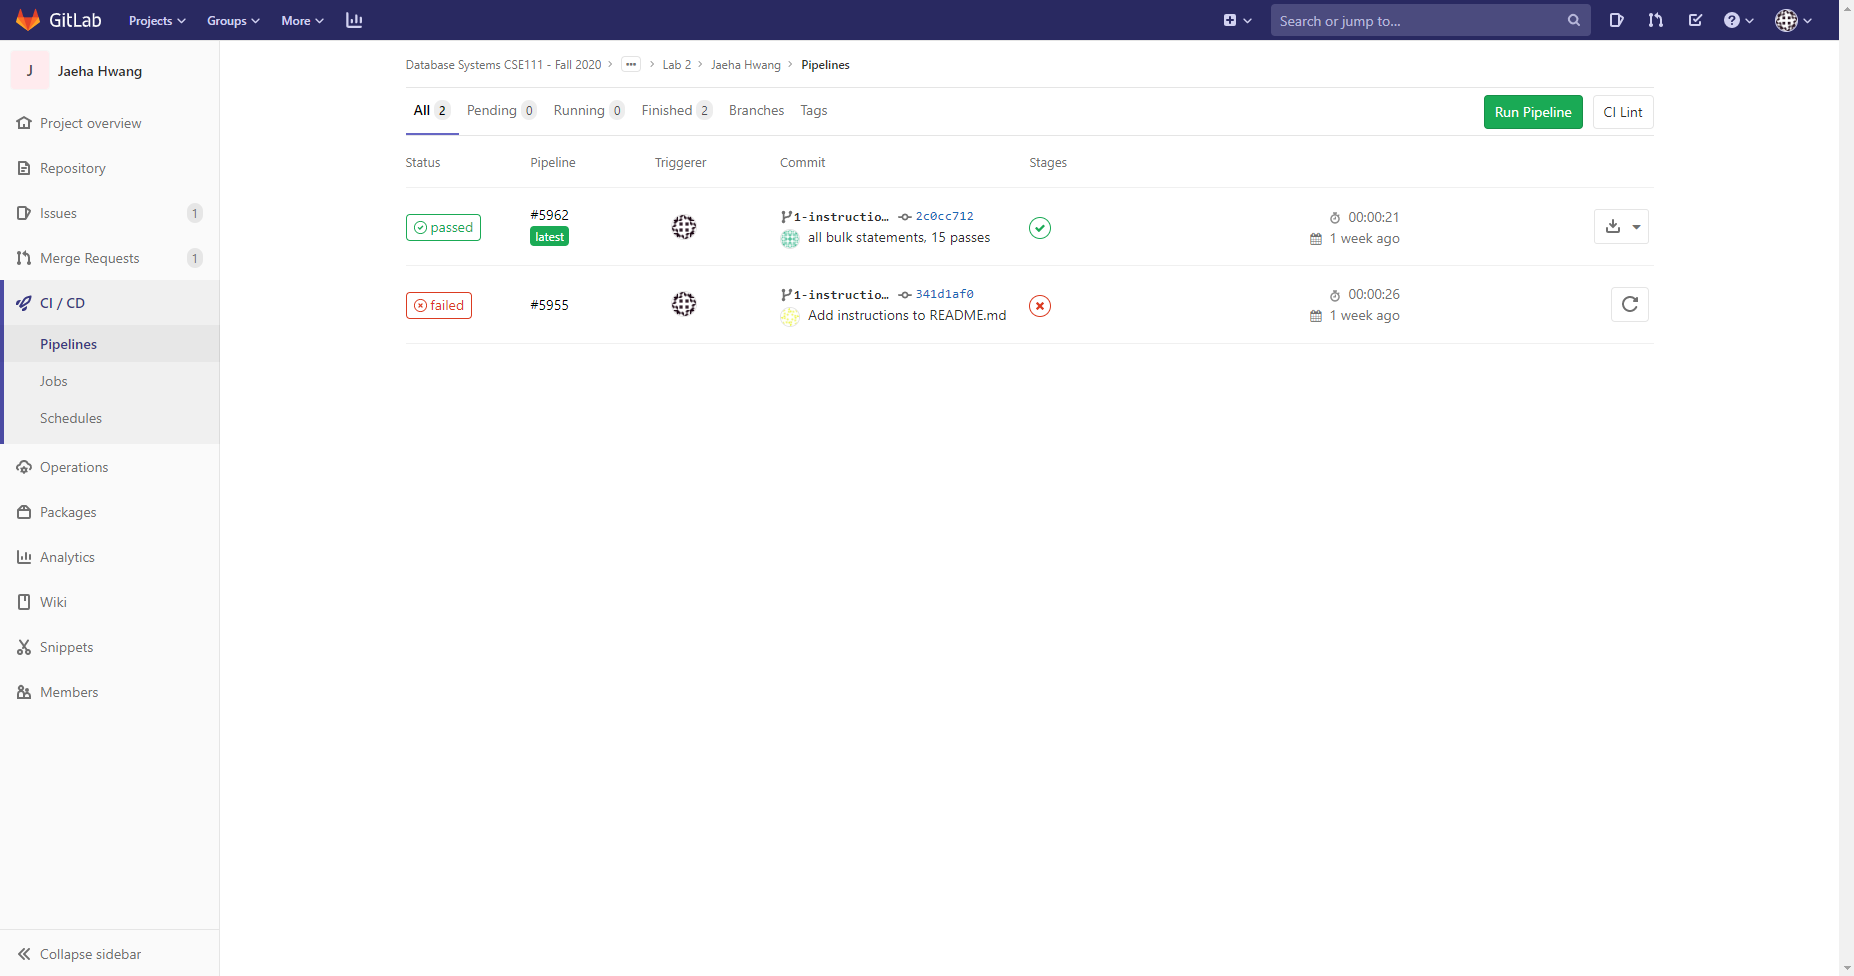 GitLab Projects Groups More Search or jump to...
J Jaeha Hwang
Project overview
Repository
Issues 1
Merge Requests 1
CI / CD
Pipelines
Jobs
Schedules
Operations
Packages
Analytics
Wiki
Snippets
Members
Collapse sidebar
Database Systems CSE111 - Fall 2020 › ••• › Lab 2 › Jaeha Hwang › Pipelines
All 2 Pending 0 Running 0 Finished 2 Branches Tags Run Pipeline CI Lint
Status Pipeline Triggerer Commit Stages
passed #5962 latest 1-instructio… 2c0cc712 00:00:21
all bulk statements, 15 passes 1 week ago
failed #5955 1-instructio… 341d1af0 00:00:26
Add instructions to README.md 1 week ago